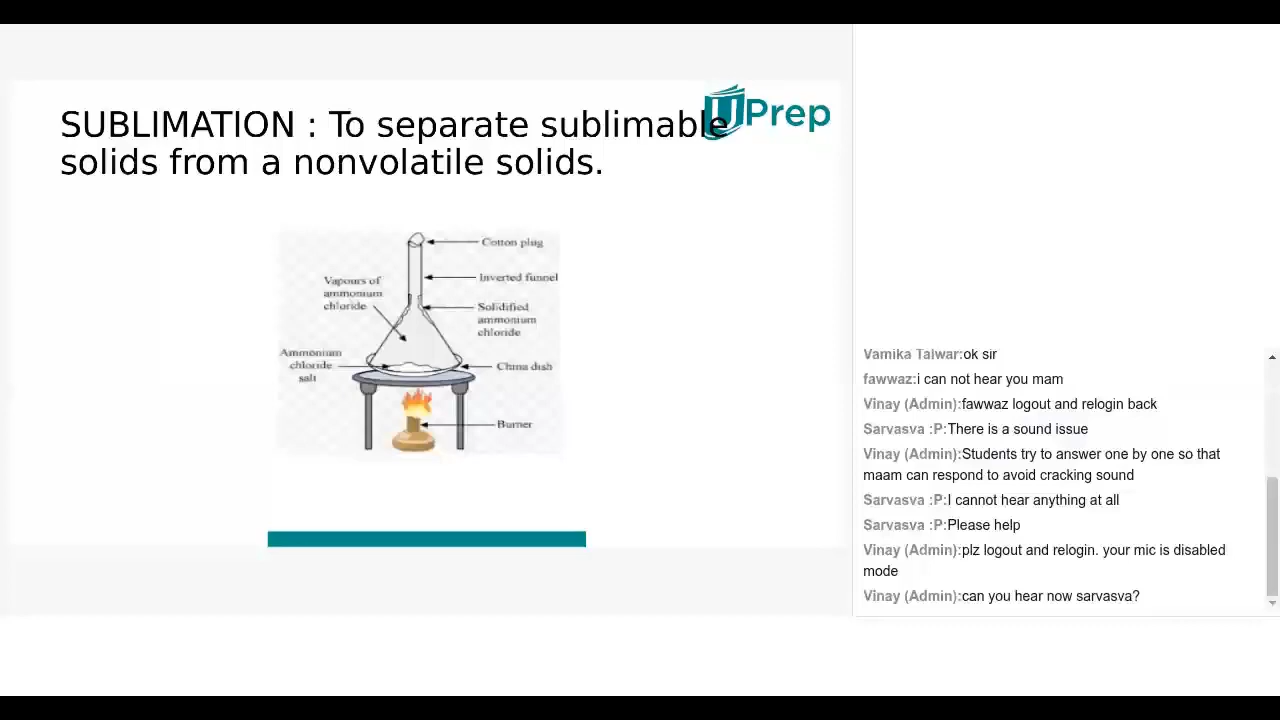 SUBLIMATION : To separate sublimable
solids from a nonvolatile solids.
UPrep
Cotton plug
Inverted funnel
Vapours of
ammonium
chloride
Solidified
ammonium
chloride
Ammonium
chloride
salt
China dish
Burner
Vamika Talwar:ok sir
fawwaz:i can not hear you mam
Vinay (Admin):fawwaz logout and relogin back
Sarvasva :P:There is a sound issue
Vinay (Admin):Students try to answer one by one so that
maam can respond to avoid cracking sound
Sarvasva :P:I cannot hear anything at all
Sarvasva :P:Please help
Vinay (Admin):plz logout and relogin. your mic is disabled
mode
Vinay (Admin):can you hear now sarvasva?